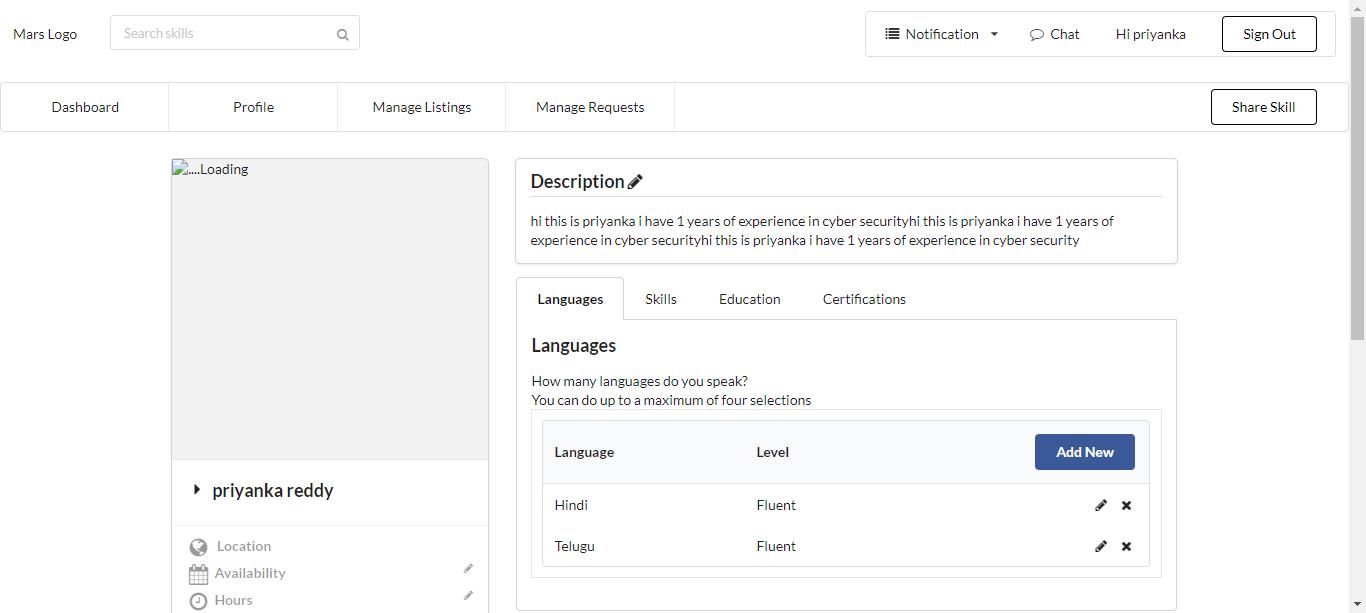 Mars Logo
Search skills
Notification
Chat
Hi priyanka
Sign Out
Dashboard
Profile
Manage Listings
Manage Requests
Share Skill
....Loading
priyanka reddy
Location
Availability
Hours
Description
hi this is priyanka i have 1 years of experience in cyber securityhi this is priyanka i have 1 years of
experience in cyber securityhi this is priyanka i have 1 years of experience in cyber security
Languages
Skills
Education
Certifications
Languages
How many languages do you speak?
You can do up to a maximum of four selections
Language
Level
Add New
Hindi
Fluent
Telugu
Fluent